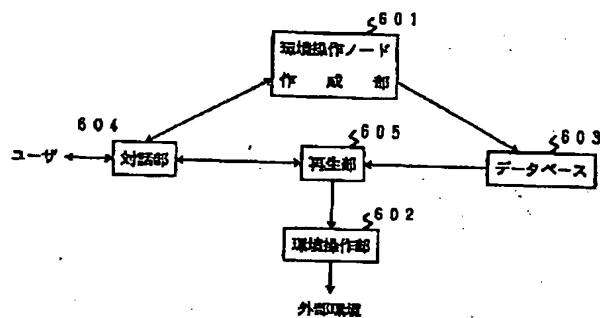 601
環境操作ノード
作成部
604
605
603
ユーザ
対話部
再生部
データベース
602
環境操作部
外部環境